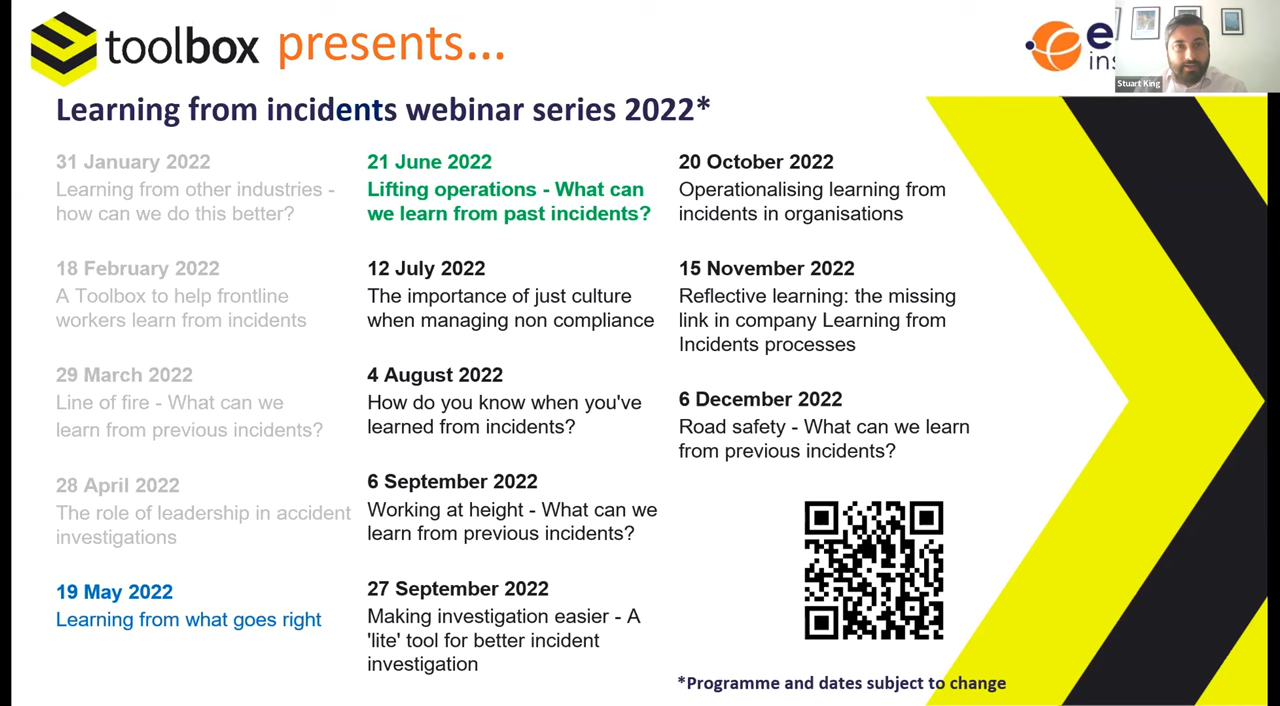 toolbox presents...
Learning from incidents webinar series 2022*
Stuart King
31 January 2022
Learning from other industries -
how can we do this better?
18 February 2022
A Toolbox to help frontline
workers learn from incidents
29 March 2022
Line of fire - What can we
learn from previous incidents?
28 April 2022
The role of leadership in accident
investigations
19 May 2022
Learning from what goes right
21 June 2022
Lifting operations - What can
we learn from past incidents?
12 July 2022
The importance of just culture
when managing non compliance
4 August 2022
How do you know when you've
learned from incidents?
6 September 2022
Working at height - What can we
learn from previous incidents?
27 September 2022
Making investigation easier - A
'lite' tool for better incident
investigation
20 October 2022
Operationalising learning from
incidents in organisations
15 November 2022
Reflective learning: the missing
link in company Learning from
Incidents processes
6 December 2022
Road safety - What can we learn
from previous incidents?
*Programme and dates subject to change